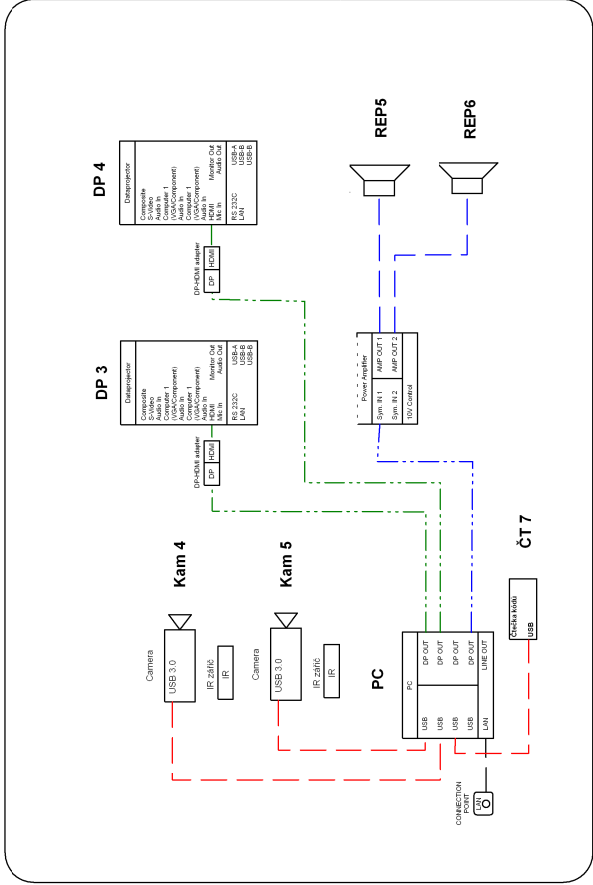 Camera
USB 3.0
Kam 4
IR zářič
IR
Camera
USB 3.0
Kam 5
IR zářič
IR
DP 3
Dataprojector
Composite
S-Video
Audio In
Computer 1
(VGA/Component)
Audio In
Computer 1
(VGA/Component)
Audio In
HDMI Monitor Out
Mic In Audio Out
RS 232C USB-A
LAN USB-B
USB-B
DP-HDMI adapter
DP HDMI
DP 4
Dataprojector
Composite
S-Video
Audio In
Computer 1
(VGA/Component)
Audio In
Computer 1
(VGA/Component)
Audio In
HDMI Monitor Out
Mic In Audio Out
RS 232C USB-A
LAN USB-B
USB-B
DP-HDMI adapter
DP HDMI
PC
PC
USB DP OUT
USB DP OUT
USB DP OUT
USB DP OUT
LAN LINE OUT
CONNECTION
POINT
LAN
Power Amplifier
Sym. IN 1 AMP OUT 1
Sym. IN 2 AMP OUT 2
10V Control
REP5
REP6
ČT 7
Čtečka kódů
USB